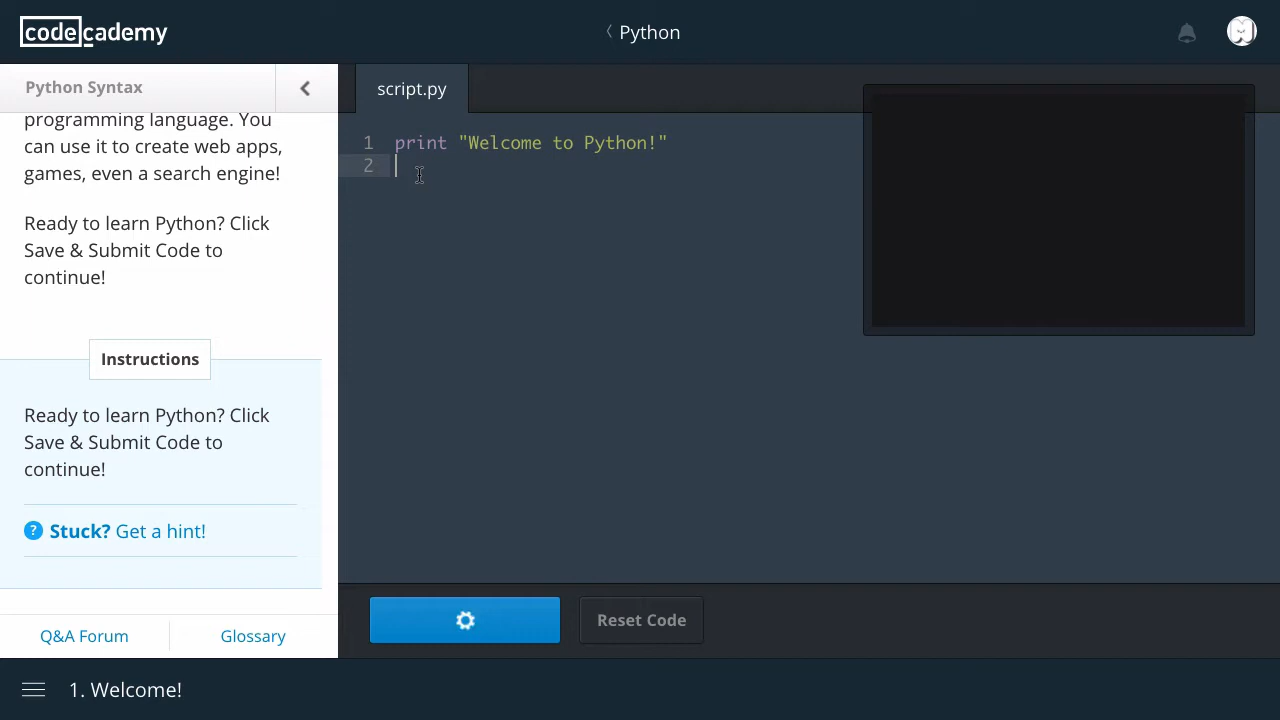 codecademy
Python
Python Syntax
script.py
programming language. You
can use it to create web apps,
games, even a search engine!
Ready to learn Python? Click
Save & Submit Code to
continue!
Instructions
Ready to learn Python? Click
Save & Submit Code to
continue!
? Stuck? Get a hint!
Q&A Forum
Glossary
1 print "Welcome to Python!"
2
Reset Code
1. Welcome!